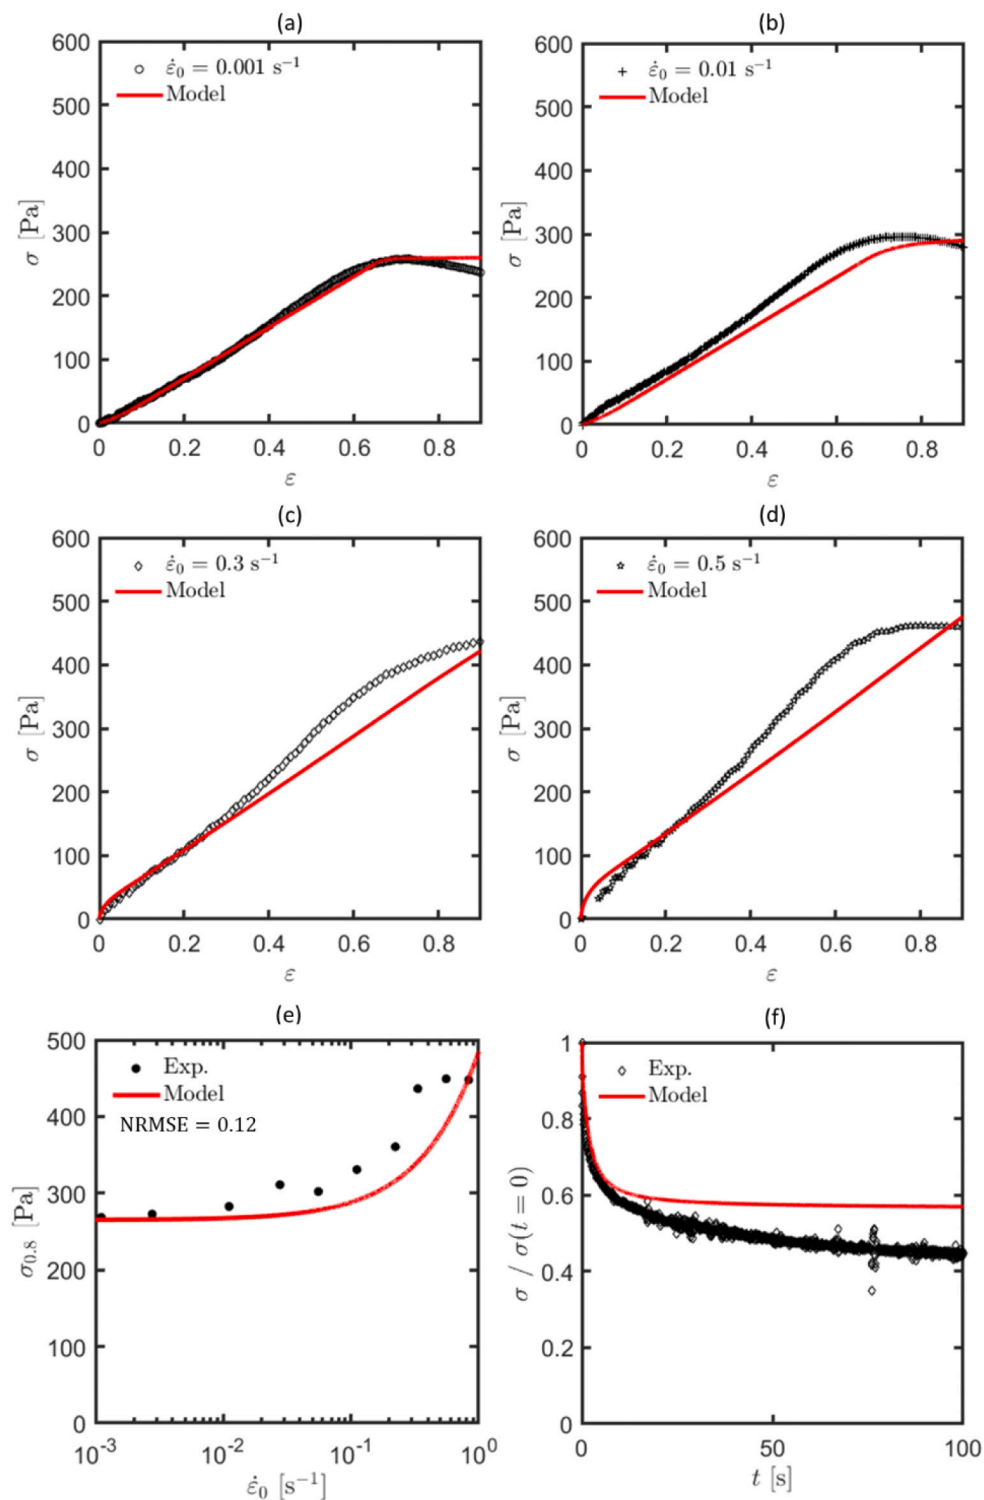 (a)
(b)
600
500
400
300
200
100
0
σ [Pa]
ε̇₀ = 0.001 s⁻¹
Model
0 0.2 0.4 0.6 0.8
ε
600
500
400
300
200
100
0
σ [Pa]
ε̇₀ = 0.01 s⁻¹
Model
0 0.2 0.4 0.6 0.8
ε
(c)
(d)
600
500
400
300
200
100
0
σ [Pa]
ε̇₀ = 0.3 s⁻¹
Model
0 0.2 0.4 0.6 0.8
ε
600
500
400
300
200
100
0
σ [Pa]
ε̇₀ = 0.5 s⁻¹
Model
0 0.2 0.4 0.6 0.8
ε
(e)
(f)
500
400
300
200
100
0
σ₀.₈ [Pa]
Exp.
Model
NRMSE = 0.12
10⁻³ 10⁻² 10⁻¹ 10⁰
ε̇₀ [s⁻¹]
1
0.8
0.6
0.4
0.2
0
σ / σ(t = 0)
Exp.
Model
0 50 100
t [s]